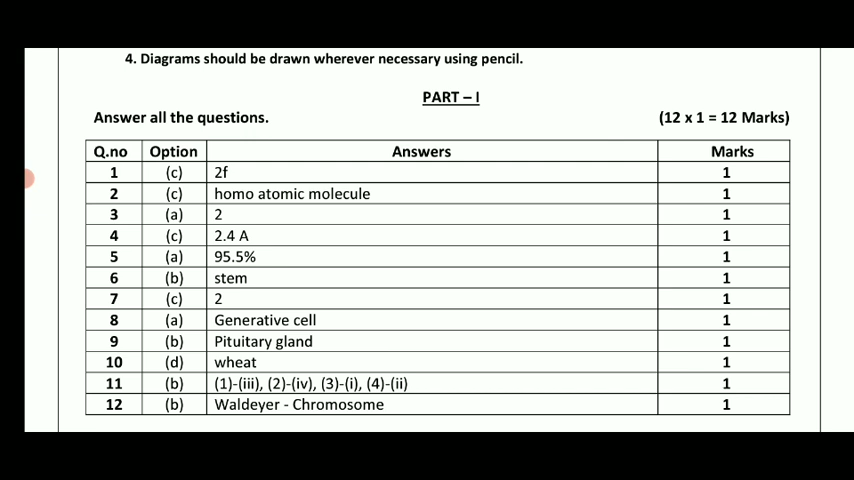 4. Diagrams should be drawn wherever necessary using pencil.
PART – I
Answer all the questions. (12 x 1 = 12 Marks)
Q.no Option Answers Marks
1 (c) 2f 1
2 (c) homo atomic molecule 1
3 (a) 2 1
4 (c) 2.4 A 1
5 (a) 95.5% 1
6 (b) stem 1
7 (c) 2 1
8 (a) Generative cell 1
9 (b) Pituitary gland 1
10 (d) wheat 1
11 (b) (1)-(iii), (2)-(iv), (3)-(i), (4)-(ii) 1
12 (b) Waldeyer - Chromosome 1